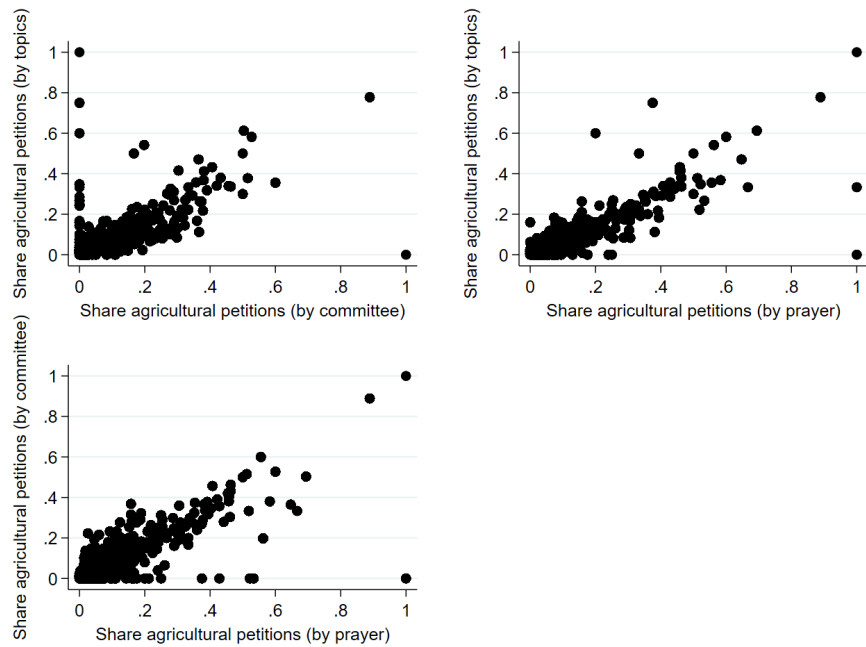 Share agricultural petitions (by topics)
1
.8
.6
.4
.2
0
0 .2 .4 .6 .8 1
Share agricultural petitions (by committee)
Share agricultural petitions (by topics)
1
.8
.6
.4
.2
0
0 .2 .4 .6 .8 1
Share agricultural petitions (by prayer)
Share agricultural petitions (by committee)
1
.8
.6
.4
.2
0
0 .2 .4 .6 .8 1
Share agricultural petitions (by prayer)